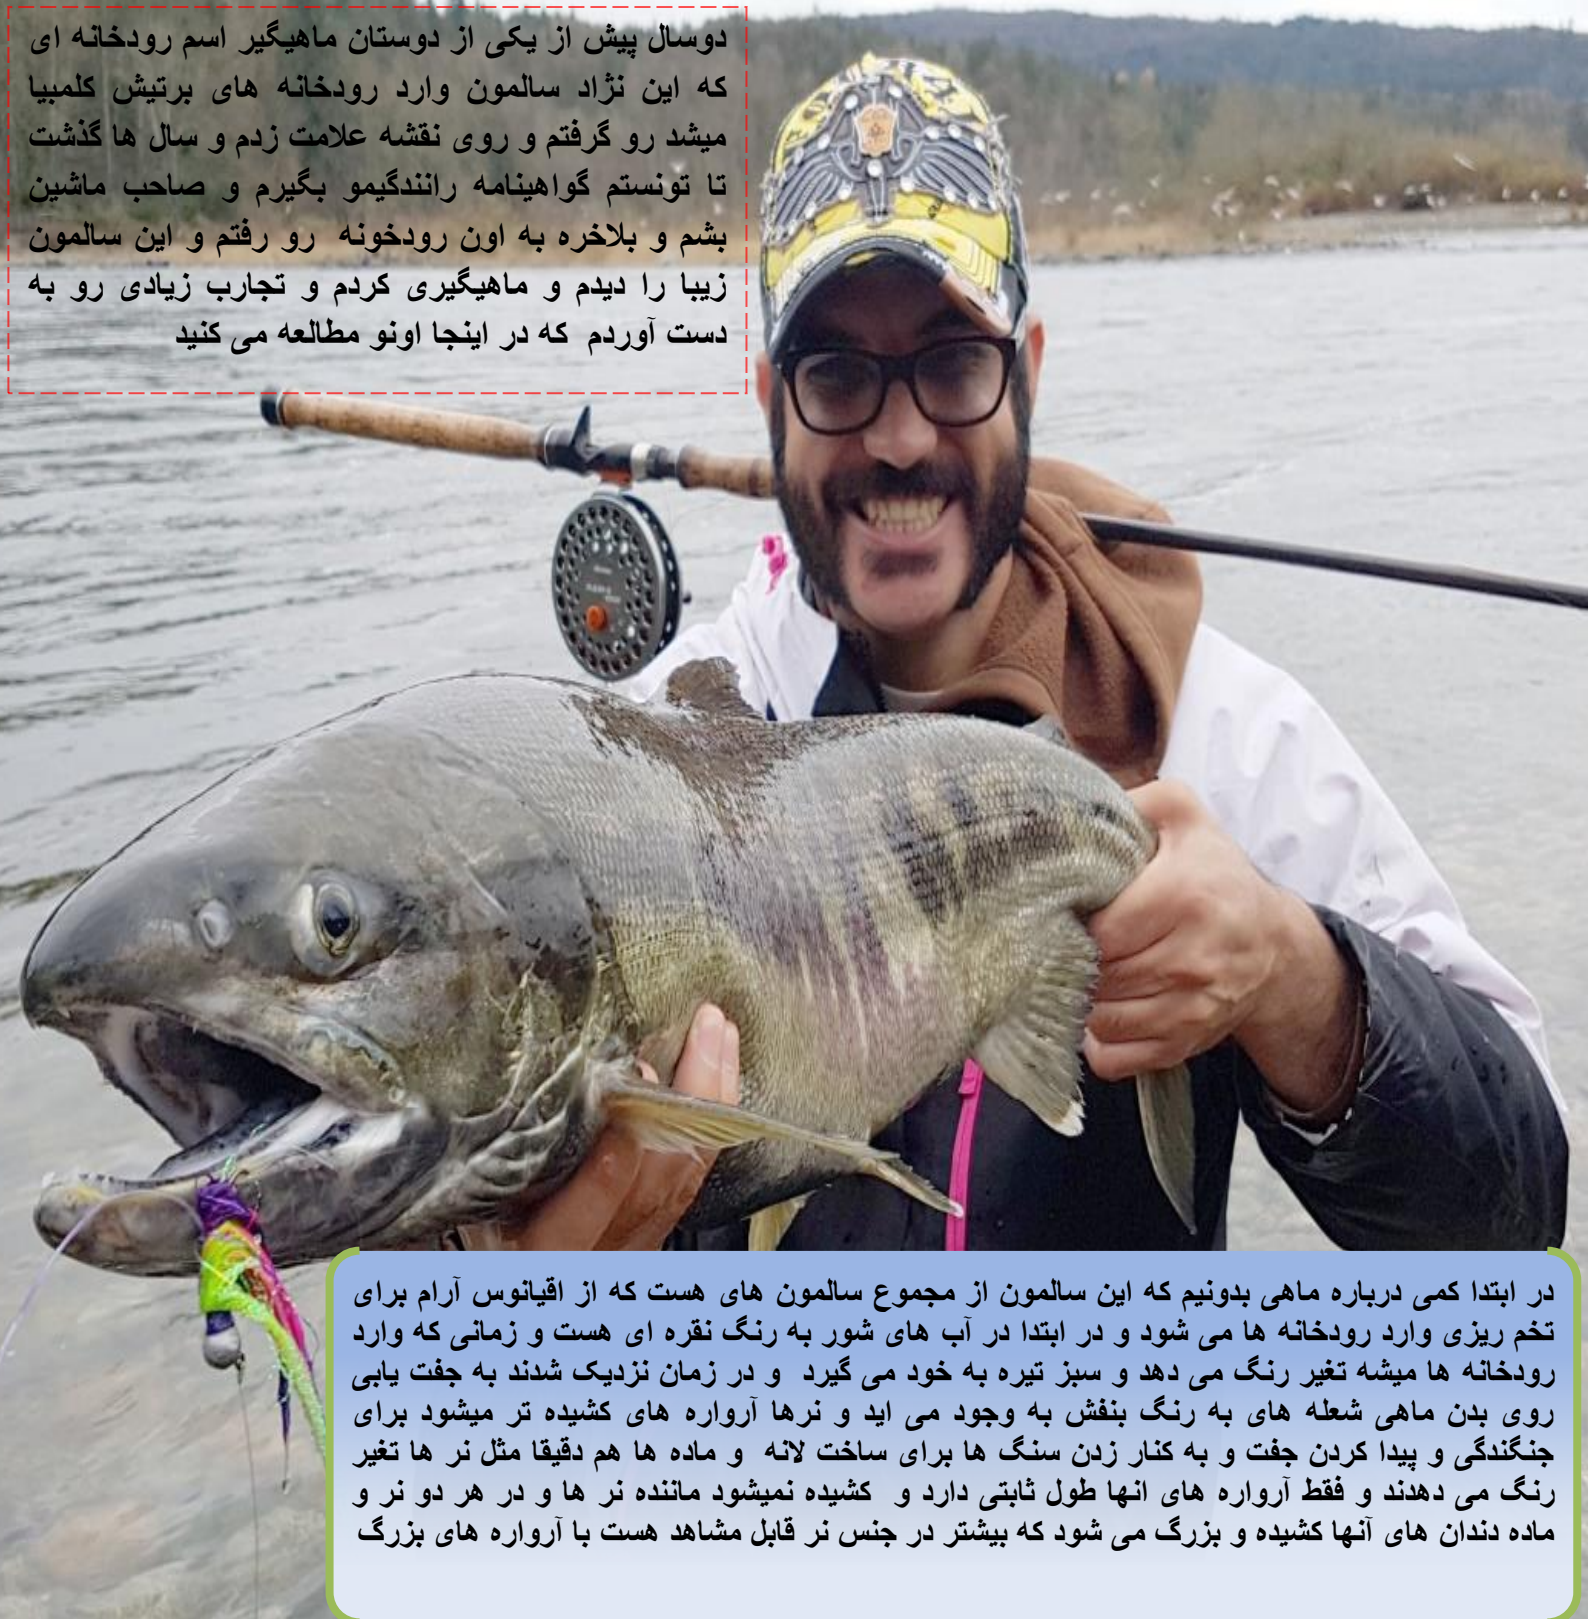 دوسال پیش از یکی از دوستان ماهیگیر اسم رودخانه ای
که این نژاد سالمون وارد رودخانه های برتیش کلمبیا
میشد رو گرفتم و روی نقشه علامت زدم و سال ها گذشت
تا تونستم گواهینامه رانندگیمو بگیرم و صاحب ماشین
بشم و بلاخره به اون رودخونه رو رفتم و این سالمون
زیبا را دیدم و ماهیگیری کردم و تجارب زیادی رو به
دست آوردم که در اینجا اونو مطالعه می کنید
در ابتدا کمی درباره ماهی بدونیم که این سالمون از مجموع سالمون های هست که از اقیانوس آرام برای
تخم ریزی وارد رودخانه ها می شود و در ابتدا در آب های شور به رنگ نقره ای هست و زمانی که وارد
رودخانه ها میشه تغیر رنگ می دهد و سبز تیره به خود می گیرد و در زمان نزدیک شدند به جفت یابی
روی بدن ماهی شعله های به رنگ بنفش به وجود می اید و نرها آرواره های کشیده تر میشود برای
جنگندگی و پیدا کردن جفت و به کنار زدن سنگ ها برای ساخت لانه و ماده ها هم دقیقا مثل نر ها تغیر
رنگ می دهدند و فقط آرواره های انها طول ثابتی دارد و کشیده نمیشود ماننده نر ها و در هر دو نر و
ماده دندان های آنها کشیده و بزرگ می شود که بیشتر در جنس نر قابل مشاهد هست با آرواره های بزرگ